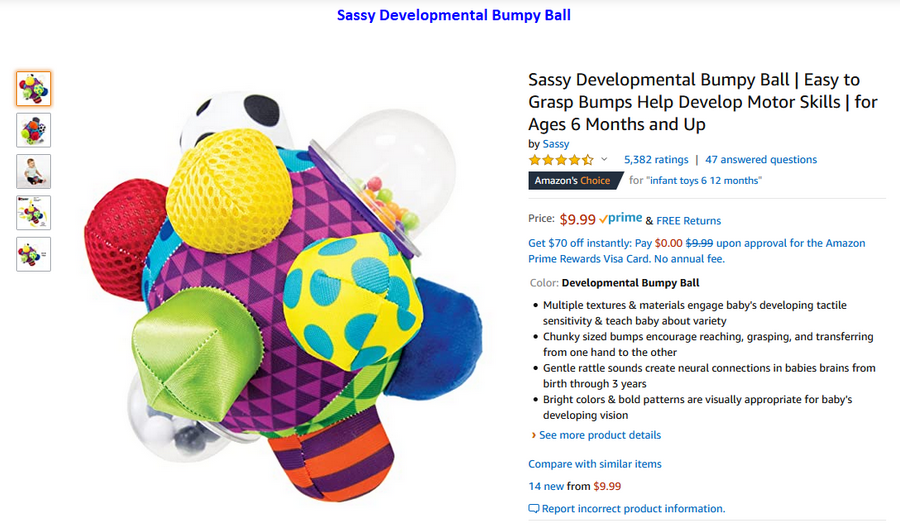 Sassy Developmental Bumpy Ball
Sassy Developmental Bumpy Ball | Easy to
Grasp Bumps Help Develop Motor Skills | for
Ages 6 Months and Up
by Sassy
5,382 ratings | 47 answered questions
Amazon's Choice for "infant toys 6 12 months"
Price: $9.99 prime & FREE Returns
Get $70 off instantly: Pay $0.00 $9.99 upon approval for the Amazon
Prime Rewards Visa Card. No annual fee.
Color: Developmental Bumpy Ball
• Multiple textures & materials engage baby's developing tactile
sensitivity & teach baby about variety
• Chunky sized bumps encourage reaching, grasping, and transferring
from one hand to the other
• Gentle rattle sounds create neural connections in babies brains from
birth through 3 years
• Bright colors & bold patterns are visually appropriate for baby's
developing vision
› See more product details
Compare with similar items
14 new from $9.99
Report incorrect product information.